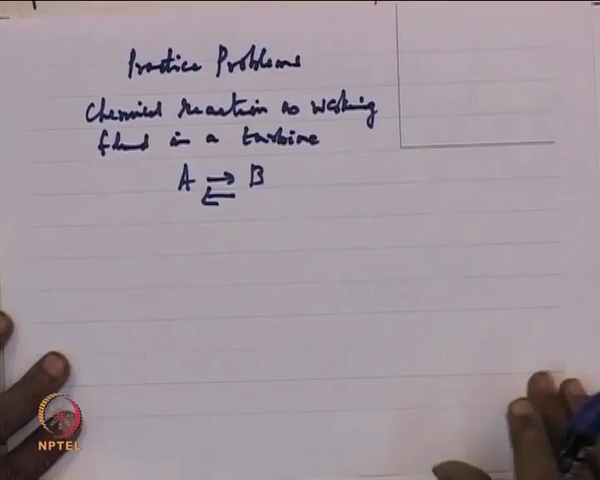 Practice Problems
Chemical reaction as working
fluid in a turbine
A ⇌ B
NPTEL